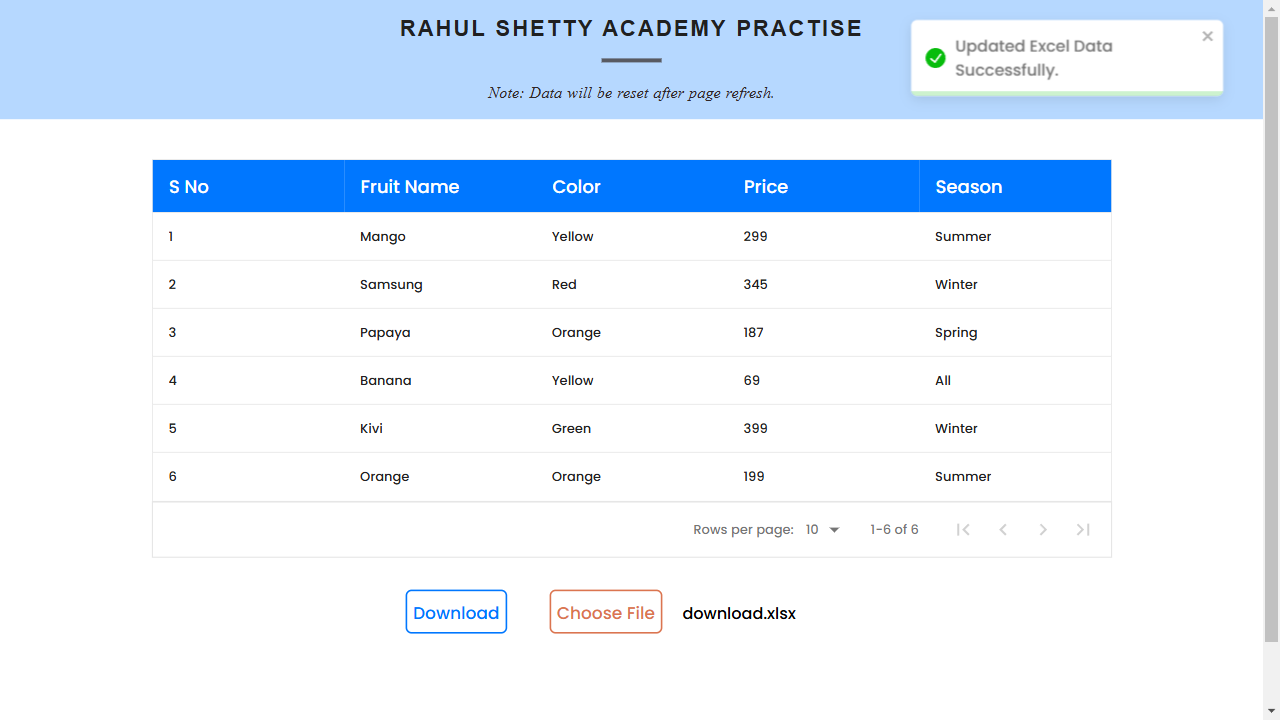 RAHUL SHETTY ACADEMY PRACTISE
Note: Data will be reset after page refresh.
Updated Excel Data
Successfully.
S No Fruit Name Color Price Season
1 Mango Yellow 299 Summer
2 Samsung Red 345 Winter
3 Papaya Orange 187 Spring
4 Banana Yellow 69 All
5 Kivi Green 399 Winter
6 Orange Orange 199 Summer
Rows per page: 10 1-6 of 6
Download Choose File download.xlsx